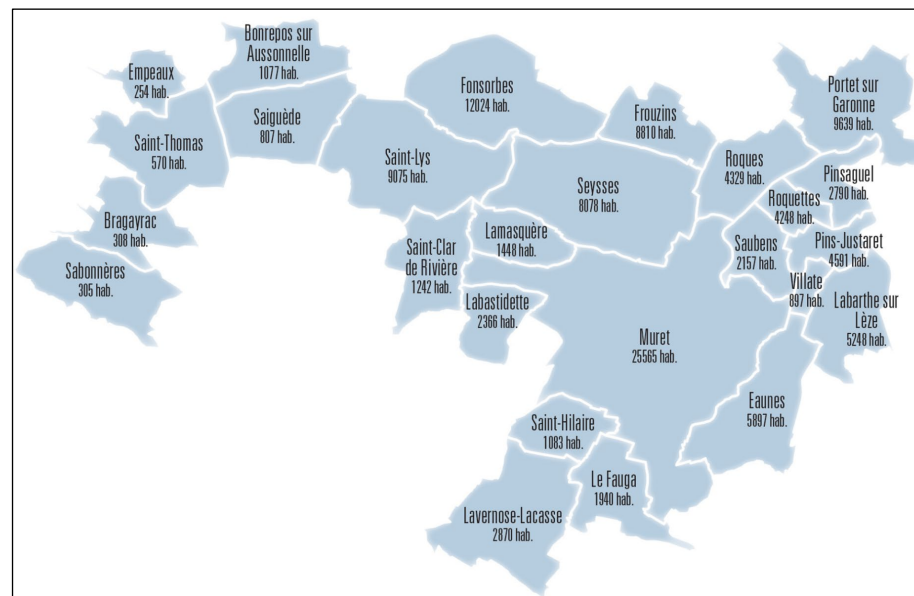 Bonrepos sur
Aussonnelle
1077 hab.
Empeaux
254 hab.
Fonsorbes
12024 hab.
Portet sur
Garonne
9639 hab.
Frouzins
8810 hab.
Saiguède
807 hab.
Saint-Thomas
570 hab.
Saint-Lys
9075 hab.
Roques
4329 hab.
Pinsaguel
2790 hab.
Seysses
8078 hab.
Roquettes
4248 hab.
Bragayrac
308 hab.
Lamasquère
1448 hab.
Saint-Clar
de Rivière
1242 hab.
Saubens
2157 hab.
Pins-Justaret
4591 hab.
Sabonnères
305 hab.
Villate
897 hab.
Labastidette
2366 hab.
Labarthe sur
Lèze
5248 hab.
Muret
25565 hab.
Eaunes
5897 hab.
Saint-Hilaire
1083 hab.
Le Fauga
1940 hab.
Lavernose-Lacasse
2870 hab.